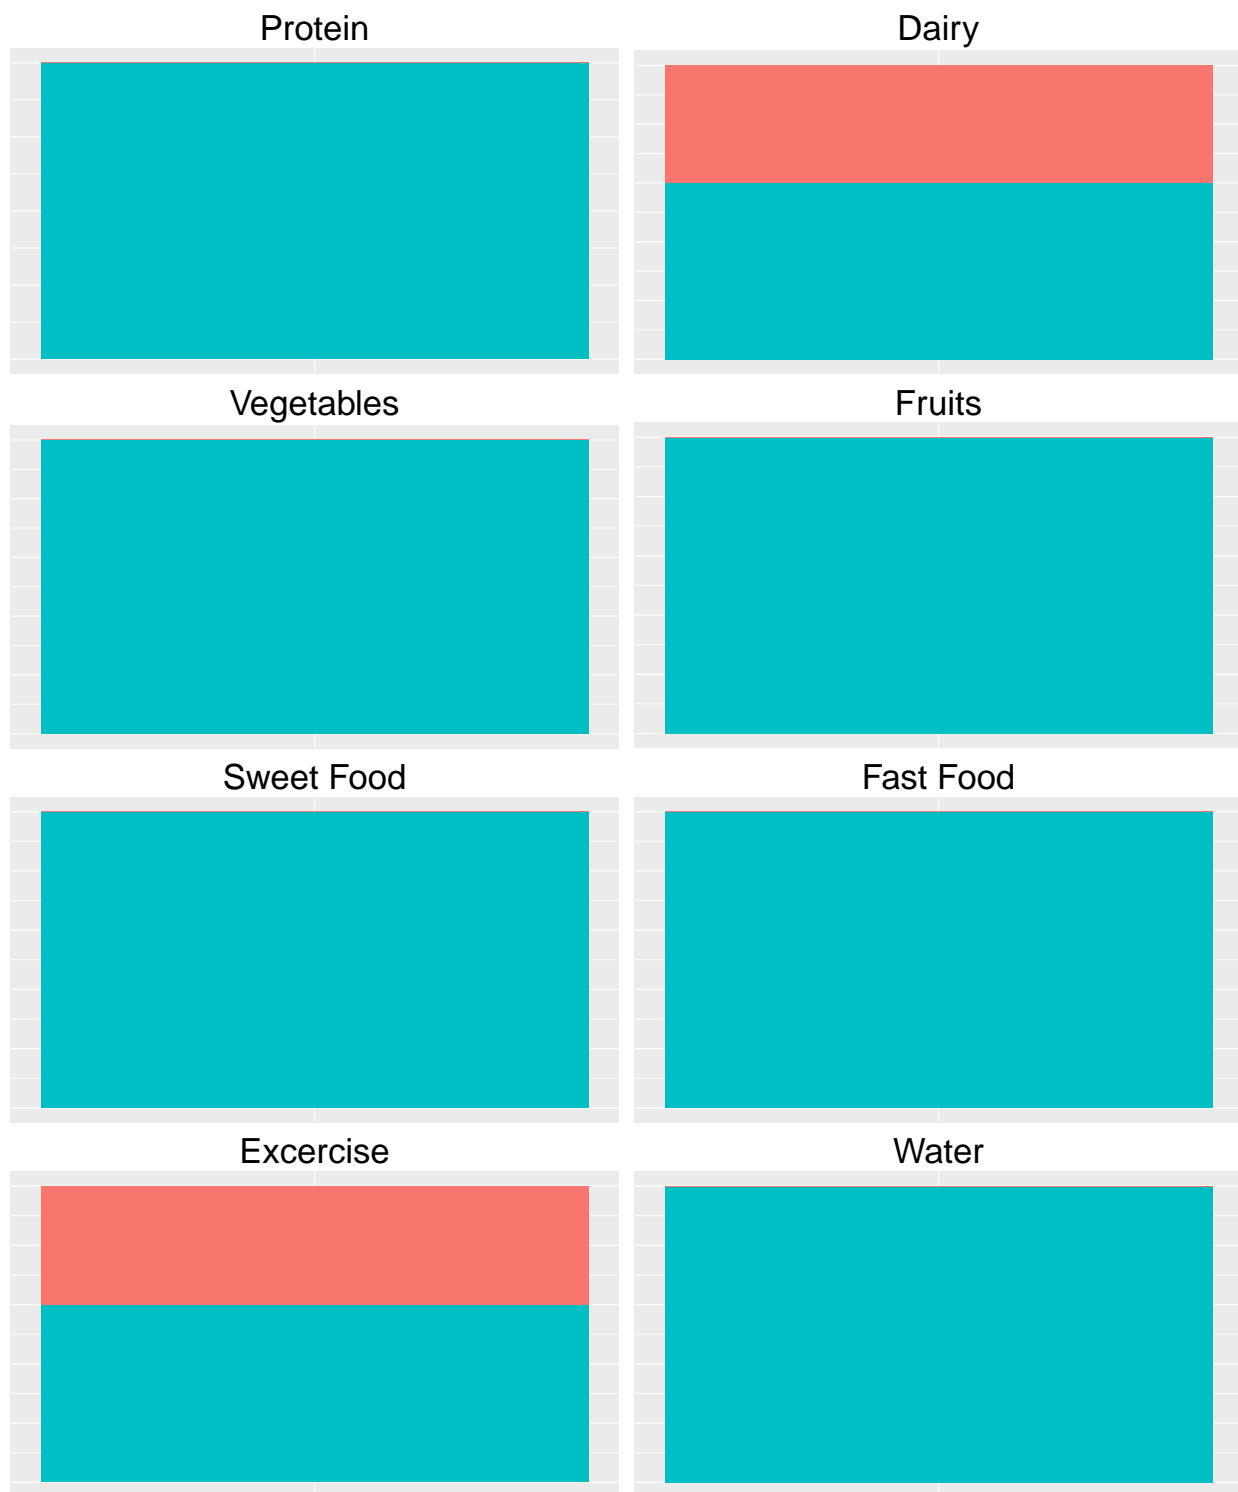 Protein
Dairy
Vegetables
Fruits
Sweet Food
Fast Food
Excercise
Water